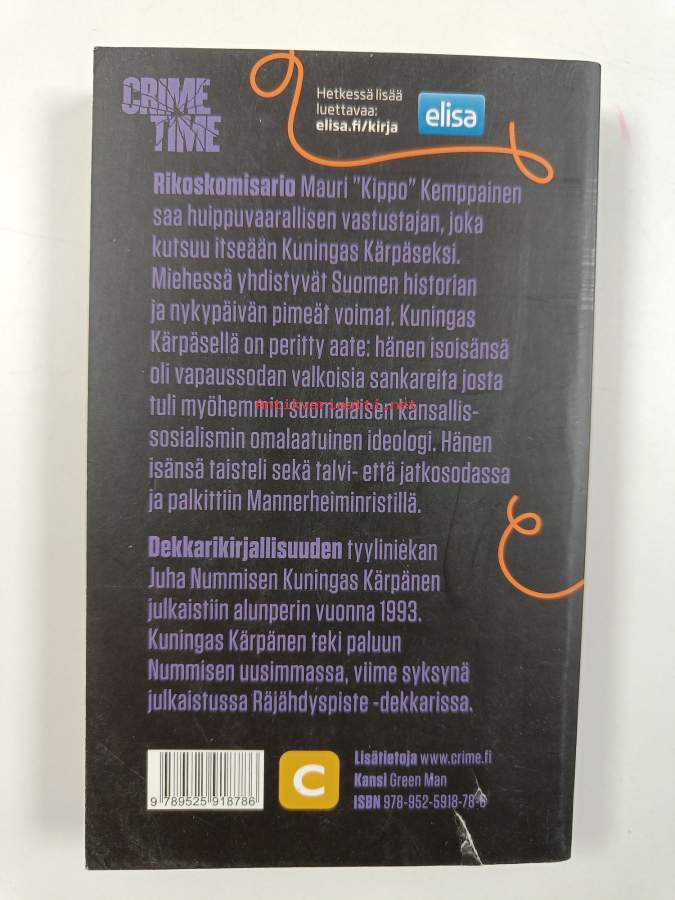 CRIME
TIME
Hetkessä lisää
luettavaa:
elisa.fi/kirja
elisa
Rikoskomisario Mauri "Kippo" Kemppainen
saa huippuvaarallisen vastustajan, joka
kutsuu itseään Kuningas Kärpäseksi.
Miehessä yhdistyvät Suomen historian
ja nykypäivän pimeät voimat. Kuningas
Kärpäsellä on peritty aate: hänen isoisänsä
oli vapaussodan valkoisia sankareita josta
tuli myöhemmin suomalaisen kansallis-
antikvariaatti.net
sosialismin omalaatuinen ideologi. Hänen
isänsä taisteli sekä talvi- että jatkosodassa
ja palkittiin Mannerheiminristillä.
Dekkarikirjallisuuden tyyliniekan
Juha Nummisen Kuningas Kärpänen
julkaistiin alunperin vuonna 1993.
Kuningas Kärpänen teki paluun
Nummisen uusimmassa, viime syksynä
julkaistussa Räjähdyspiste -dekkarissa.
9 789525 918786
C
Lisätietoja www.crime.fi
Kansi Green Man
ISBN 978-952-5918-78-6